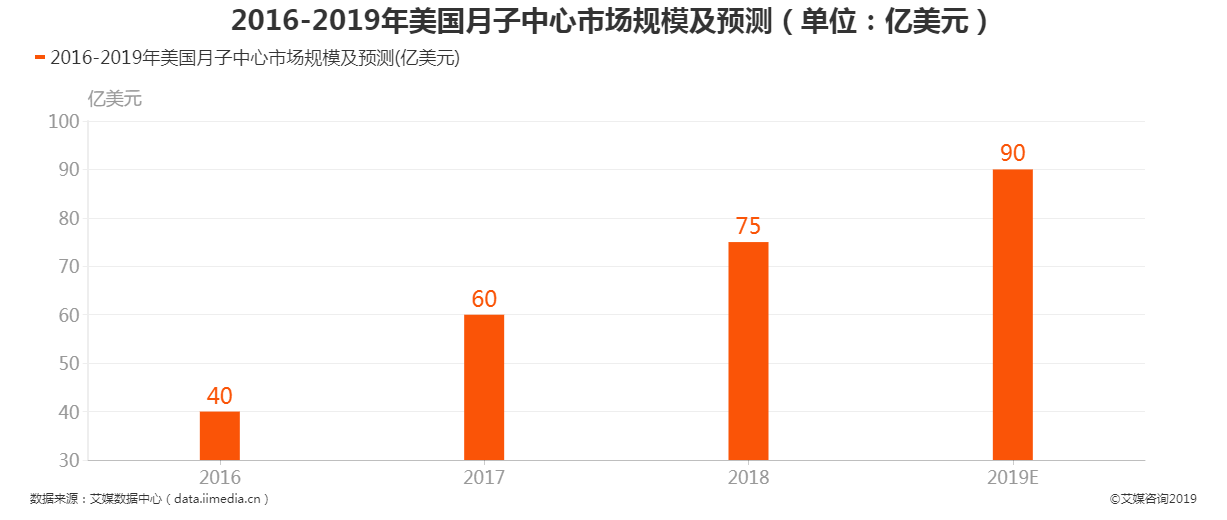 2016-2019年美国月子中心市场规模及预测（单位：亿美元）
2016-2019年美国月子中心市场规模及预测(亿美元)
亿美元
100
90
80
70
60
50
40
30
40
60
75
90
2016
2017
2018
2019E
数据来源：艾媒数据中心（data.iimedia.cn）
©艾媒咨询2019